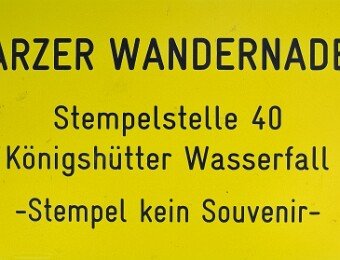 ARZER WANDERNADE
Stempelstelle 40
Königshütter Wasserfall
-Stempel kein Souvenir-